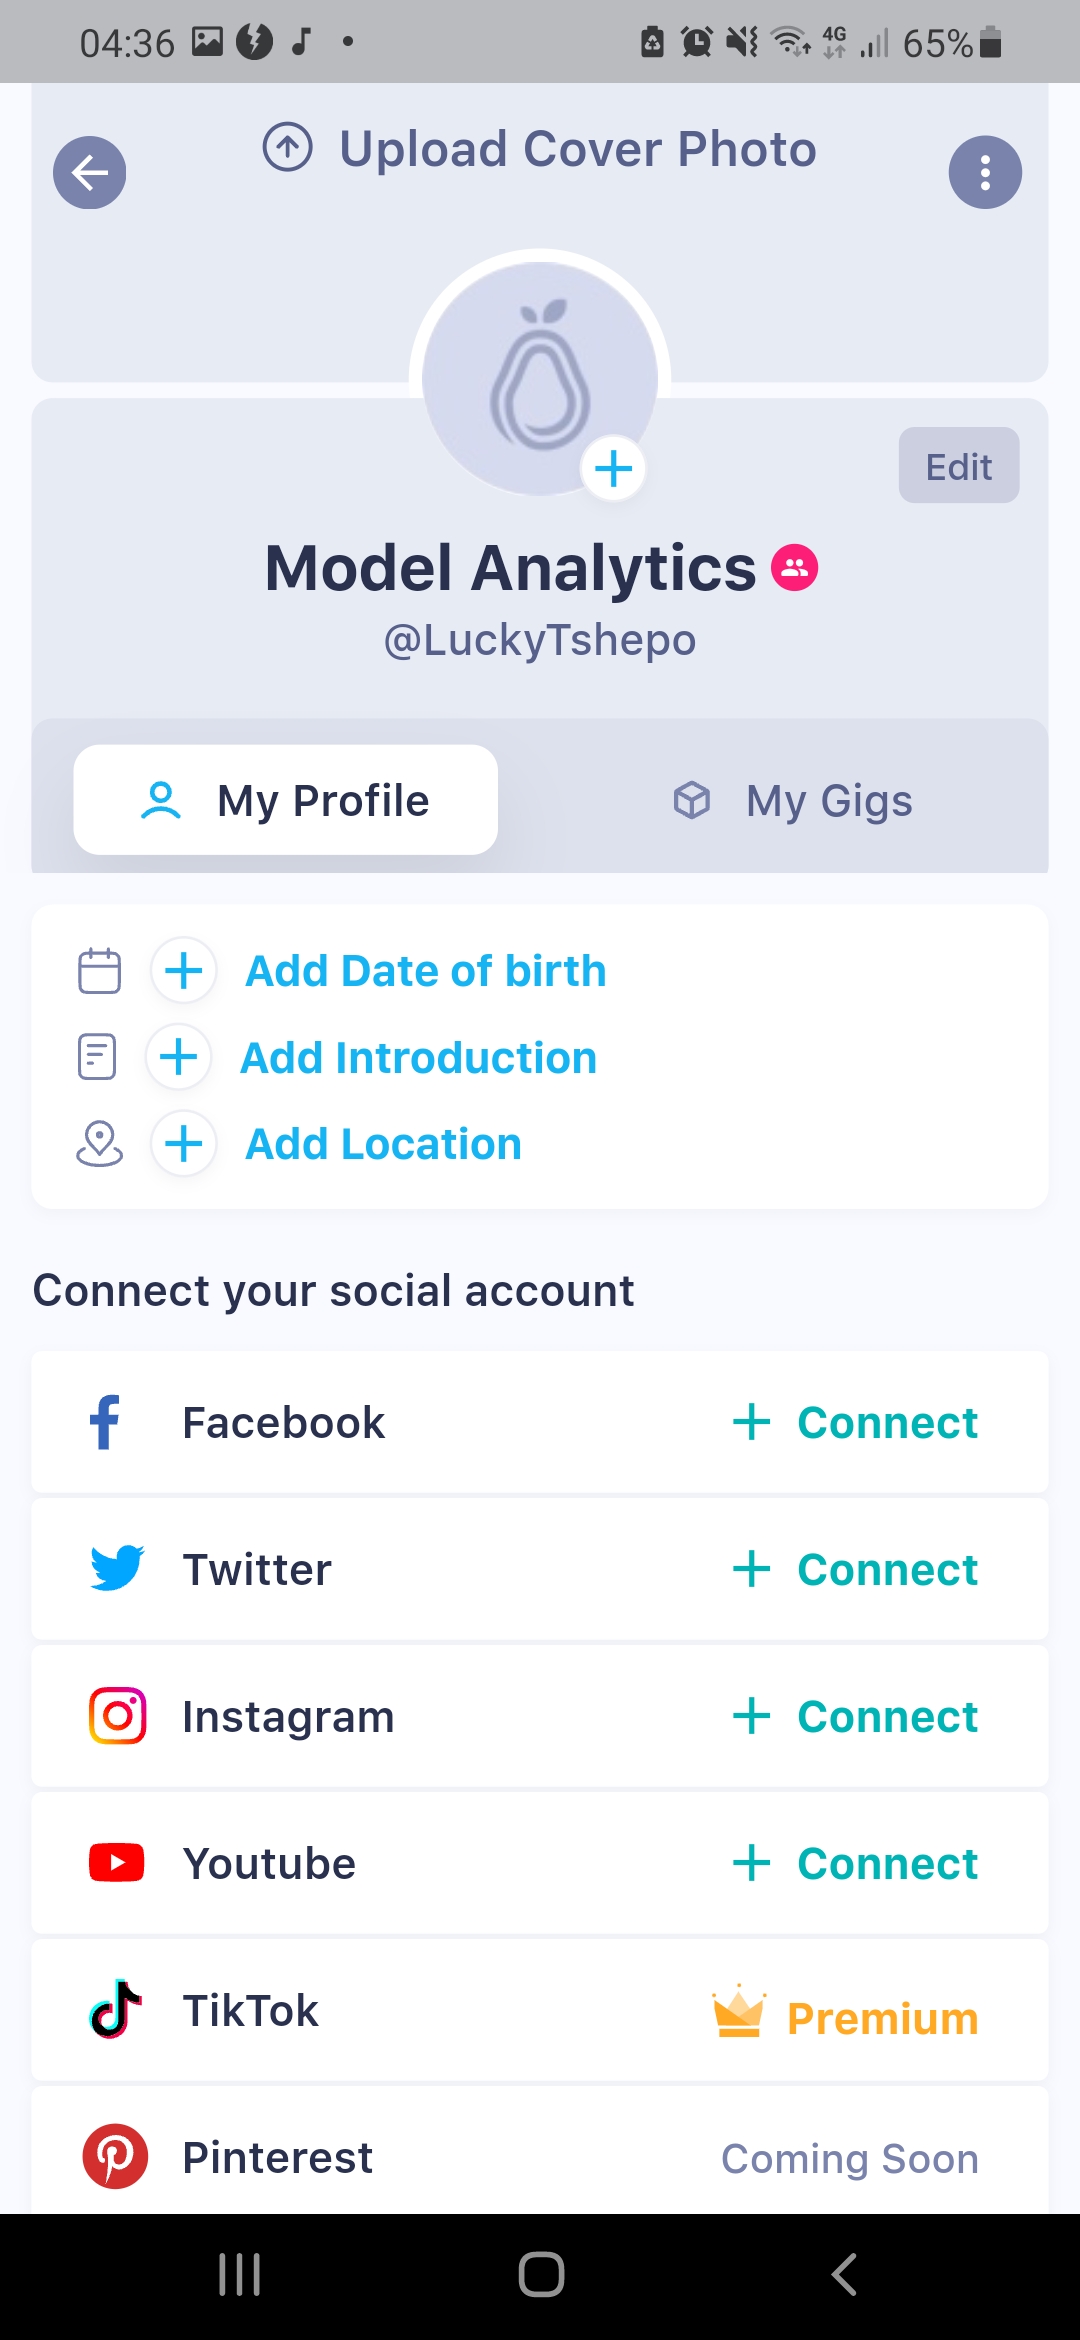 04:36
4G
65%
Upload Cover Photo
Edit
Model Analytics
@LuckyTshepo
My Profile
My Gigs
Add Date of birth
Add Introduction
Add Location
Connect your social account
Facebook
Connect
Twitter
Connect
Instagram
Connect
Youtube
Connect
TikTok
Premium
Pinterest
Coming Soon